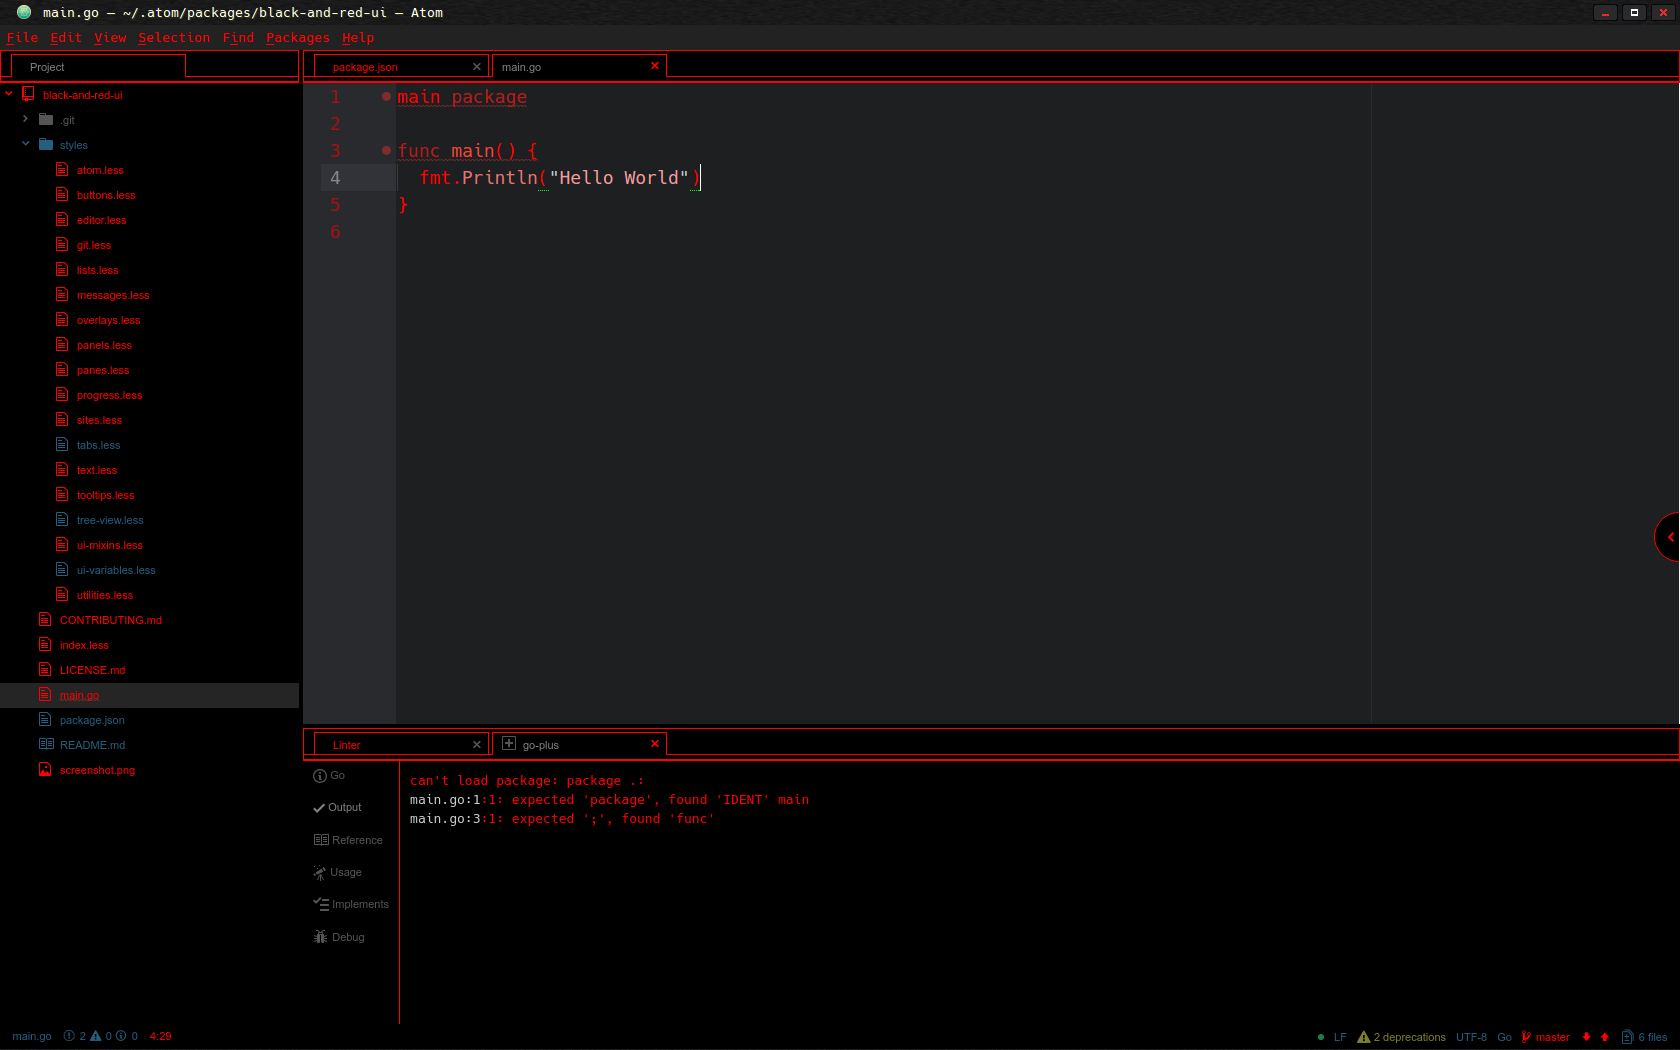 main.go — ~/.atom/packages/black-and-red-ui — Atom
File Edit View Selection Find Packages Help
Project
black-and-red-ui
.git
styles
atom.less
buttons.less
editor.less
git.less
lists.less
messages.less
overlays.less
panels.less
panes.less
progress.less
sites.less
tabs.less
text.less
tooltips.less
tree-view.less
ui-mixins.less
ui-variables.less
utilities.less
CONTRIBUTING.md
index.less
LICENSE.md
main.go
package.json
README.md
screenshot.png
package.json main.go
1 main package
2
3 func main() {
4 fmt.Println("Hello World")
5 }
6
Linter go-plus
Go
Output
Reference
Usage
Implements
Debug
can't load package: package .:
main.go:1:1: expected 'package', found 'IDENT' main
main.go:3:1: expected ';', found 'func'
main.go 2 0 0 4:29 LF 2 deprecations UTF-8 Go master 6 files